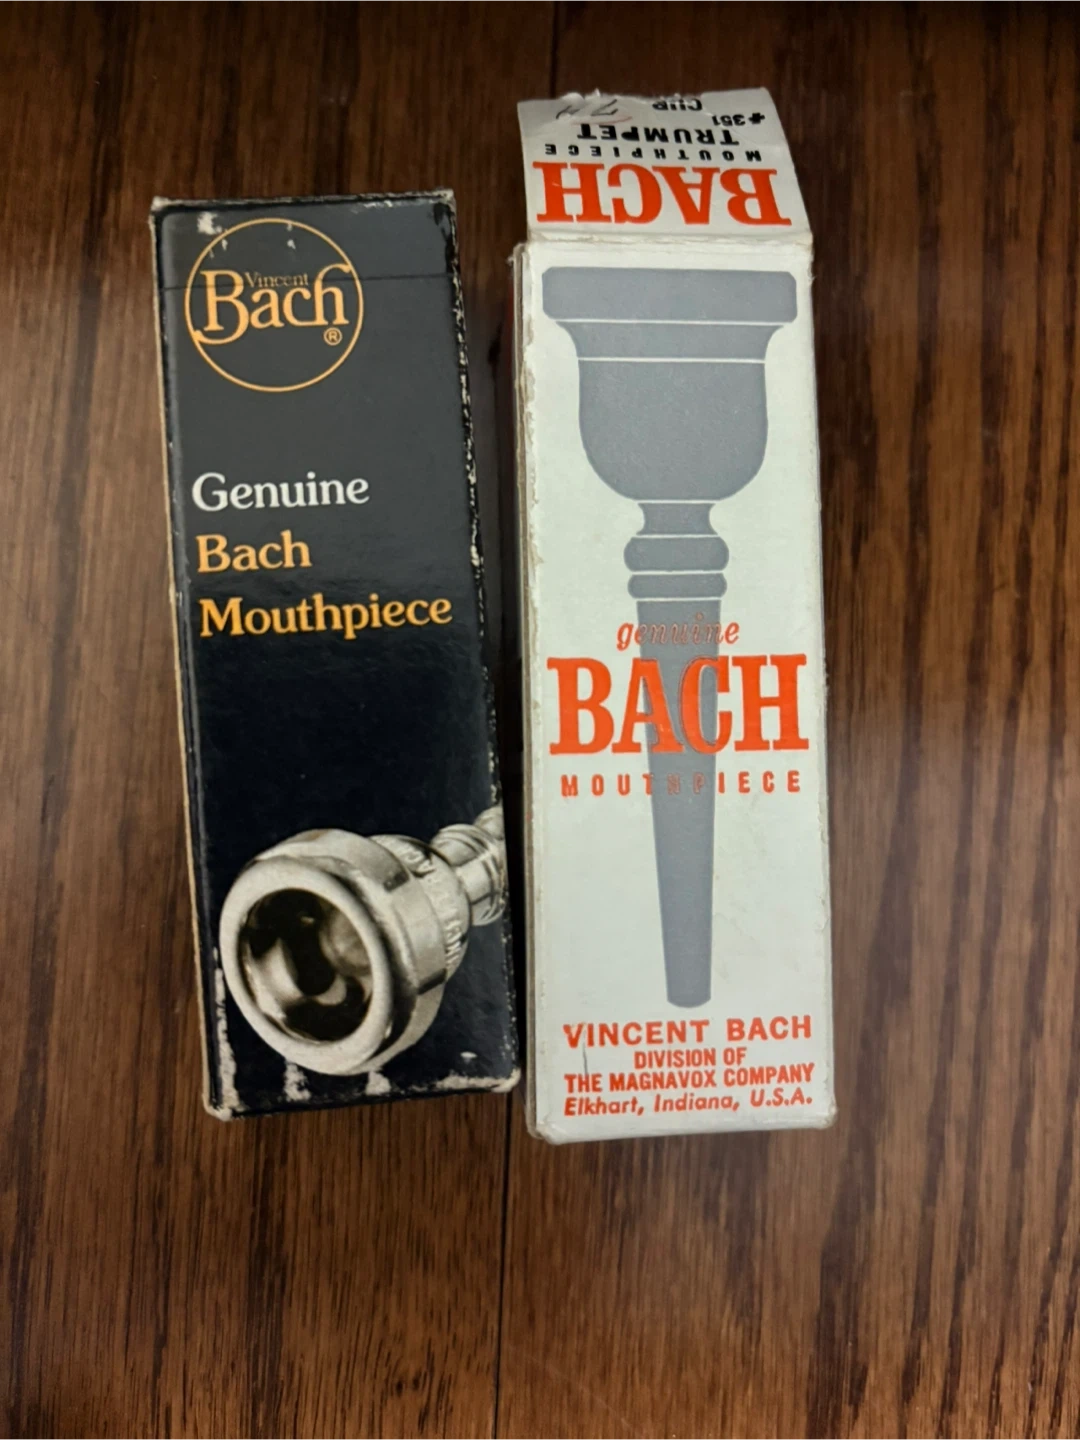 Vincent
Bach
®
Genuine
Bach
Mouthpiece
BACH
MOUTHPIECE
TRUMPET
#351
CUP
genuine
BACH
MOUTHPIECE
VINCENT BACH
DIVISION OF
THE MAGNAVOX COMPANY
Elkhart, Indiana, U.S.A.